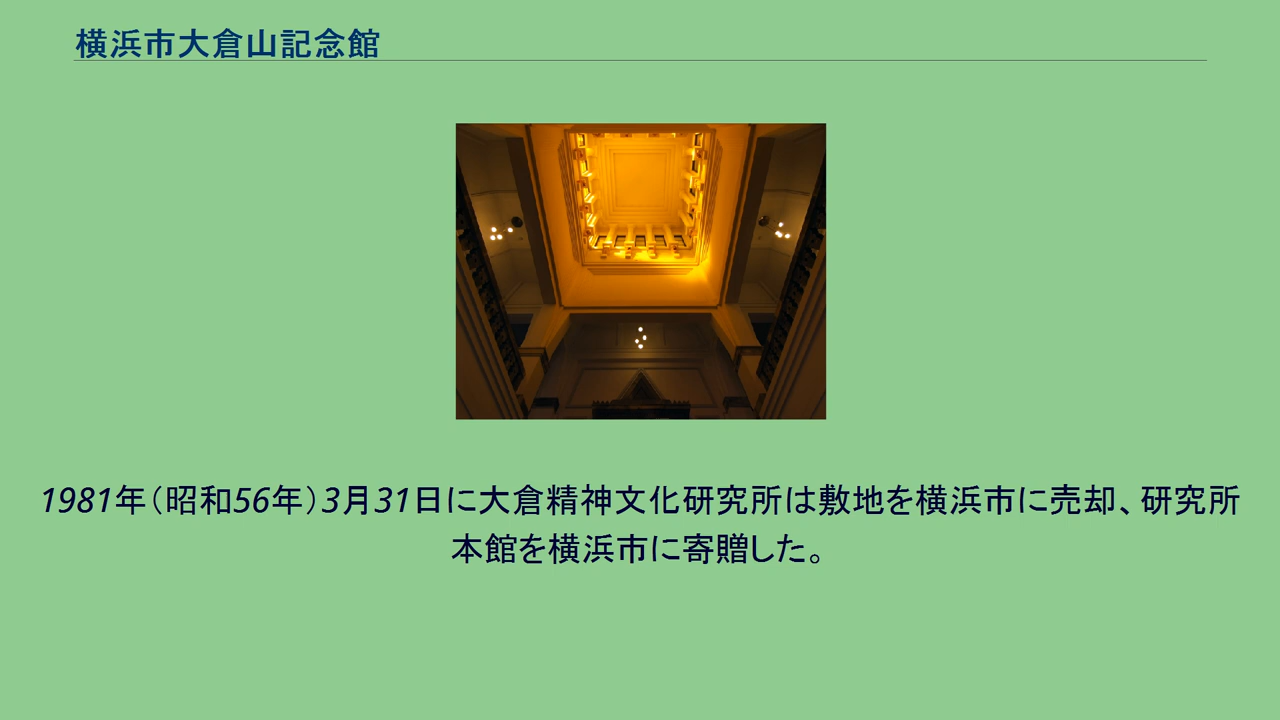 横浜市大倉山記念館
1981年（昭和56年）3月31日に大倉精神文化研究所は敷地を横浜市に売却、研究所
本館を横浜市に寄贈した。